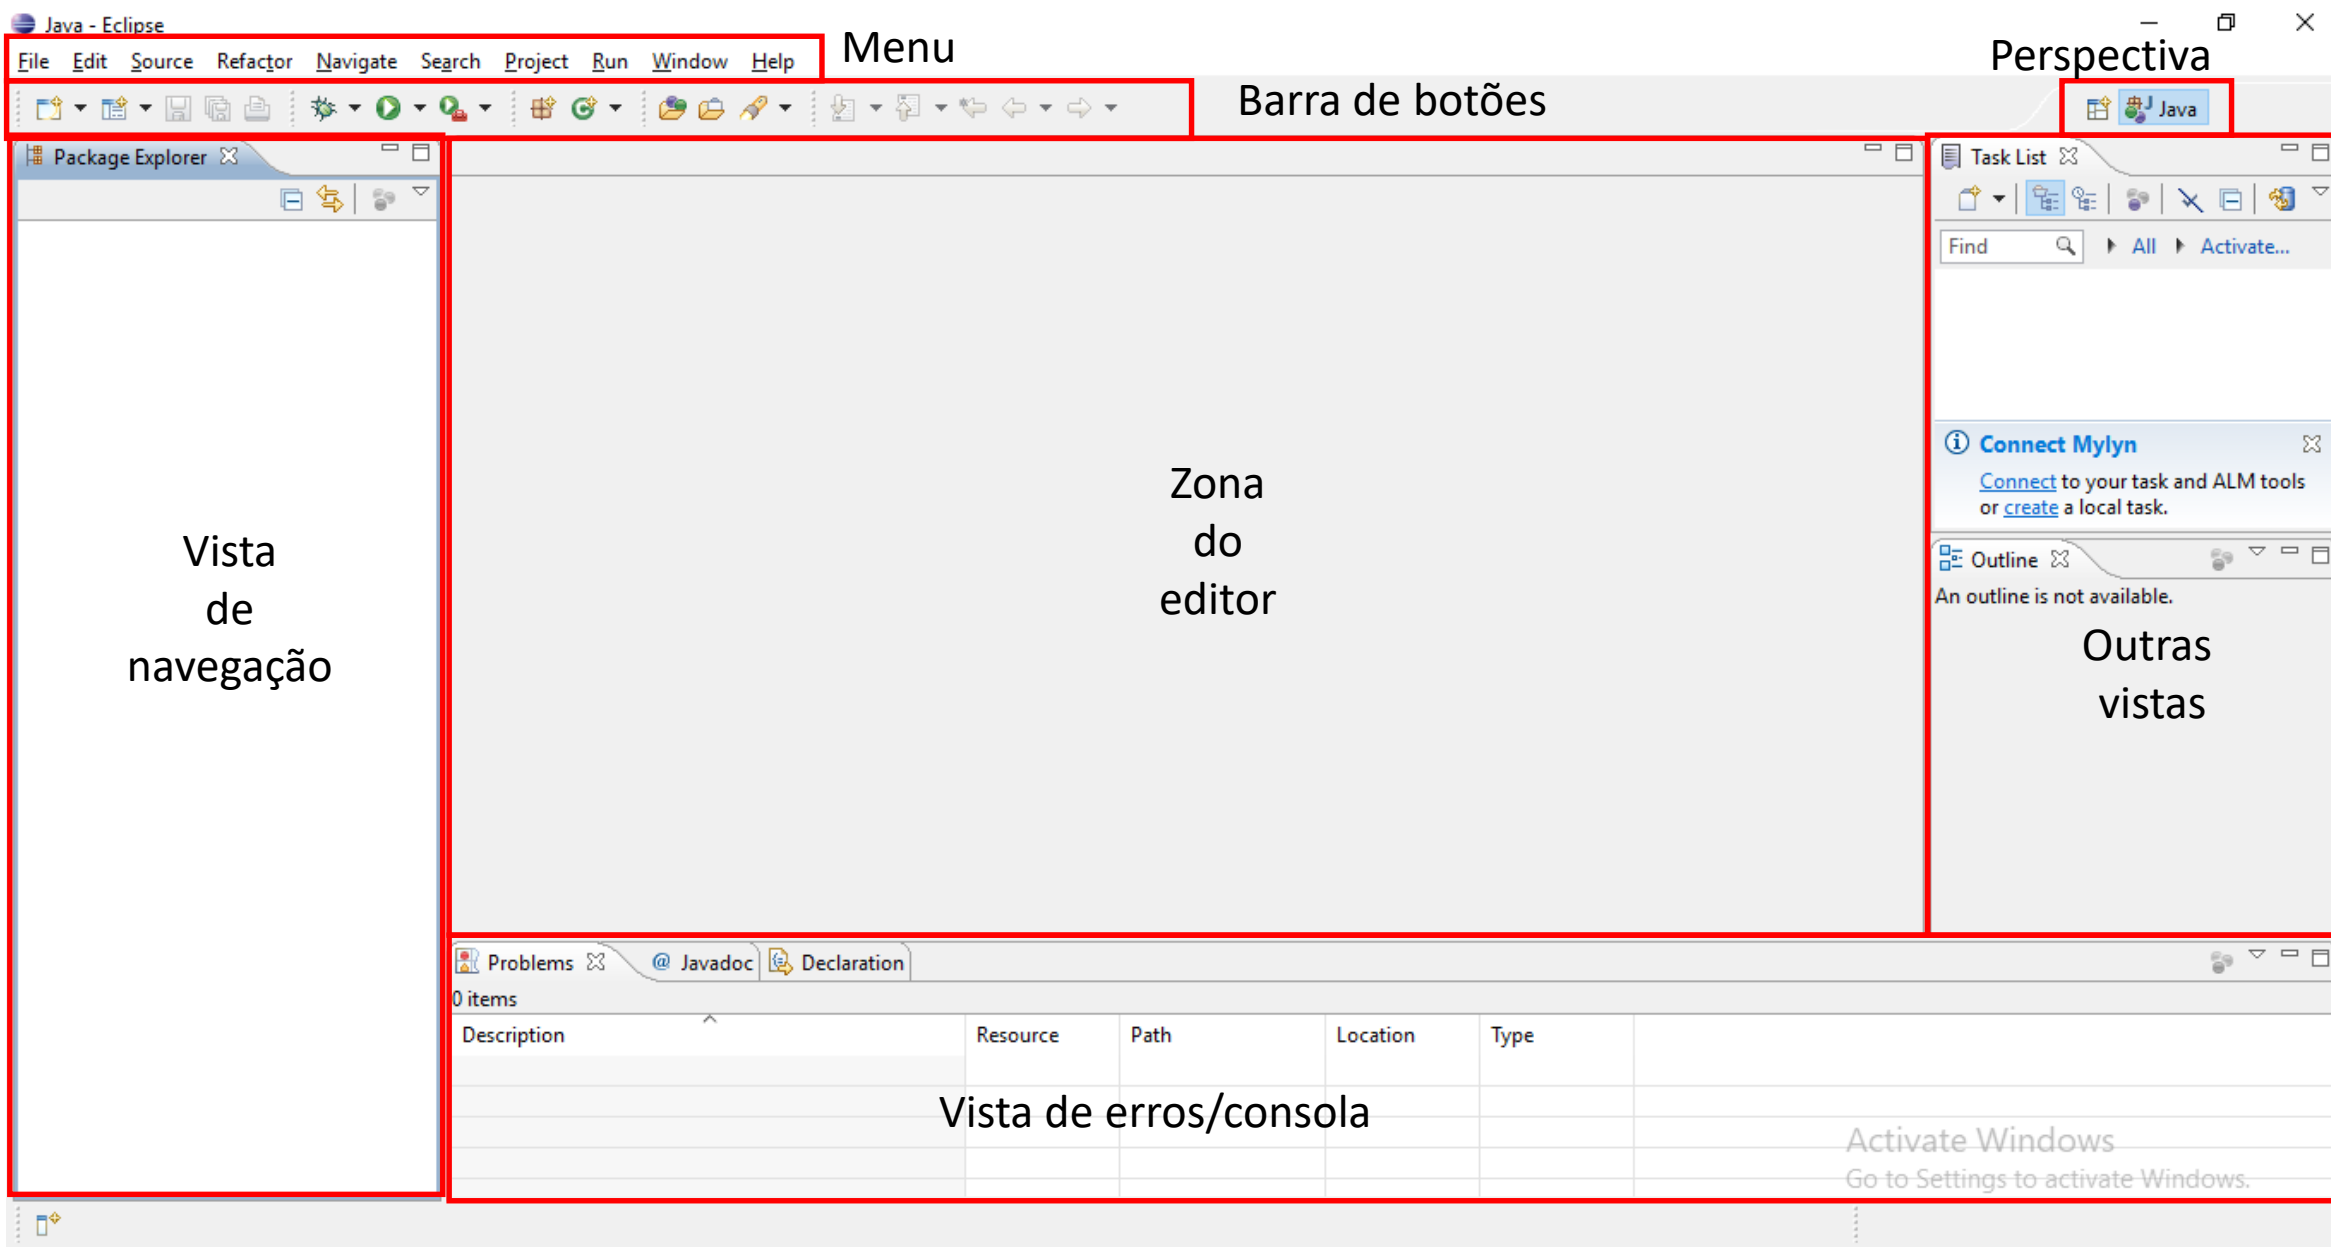 Java - Eclipse
File Edit Source Refactor Navigate Search Project Run Window Help
Menu
Perspectiva
Barra de botões
Java
Package Explorer
Task List
Find
All
Activate...
Connect Mylyn
Connect to your task and ALM tools
or create a local task.
Vista
de
navegação
Zona
do
editor
Outline
An outline is not available.
Outras
vistas
Problems
@ Javadoc
Declaration
0 items
Description Resource Path Location Type
Vista de erros/consola
Activate Windows
Go to Settings to activate Windows.